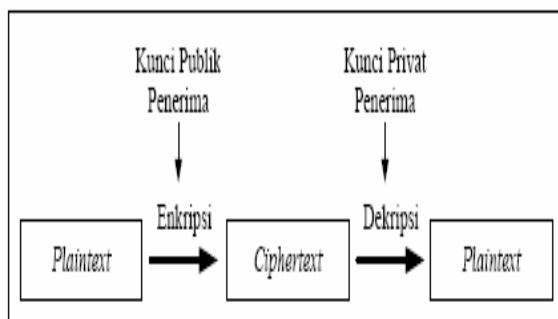 Kunci Publik
Penerima
Kunci Privat
Penerima
Enkripsi
Dekripsi
Plaintext
Ciphertext
Plaintext